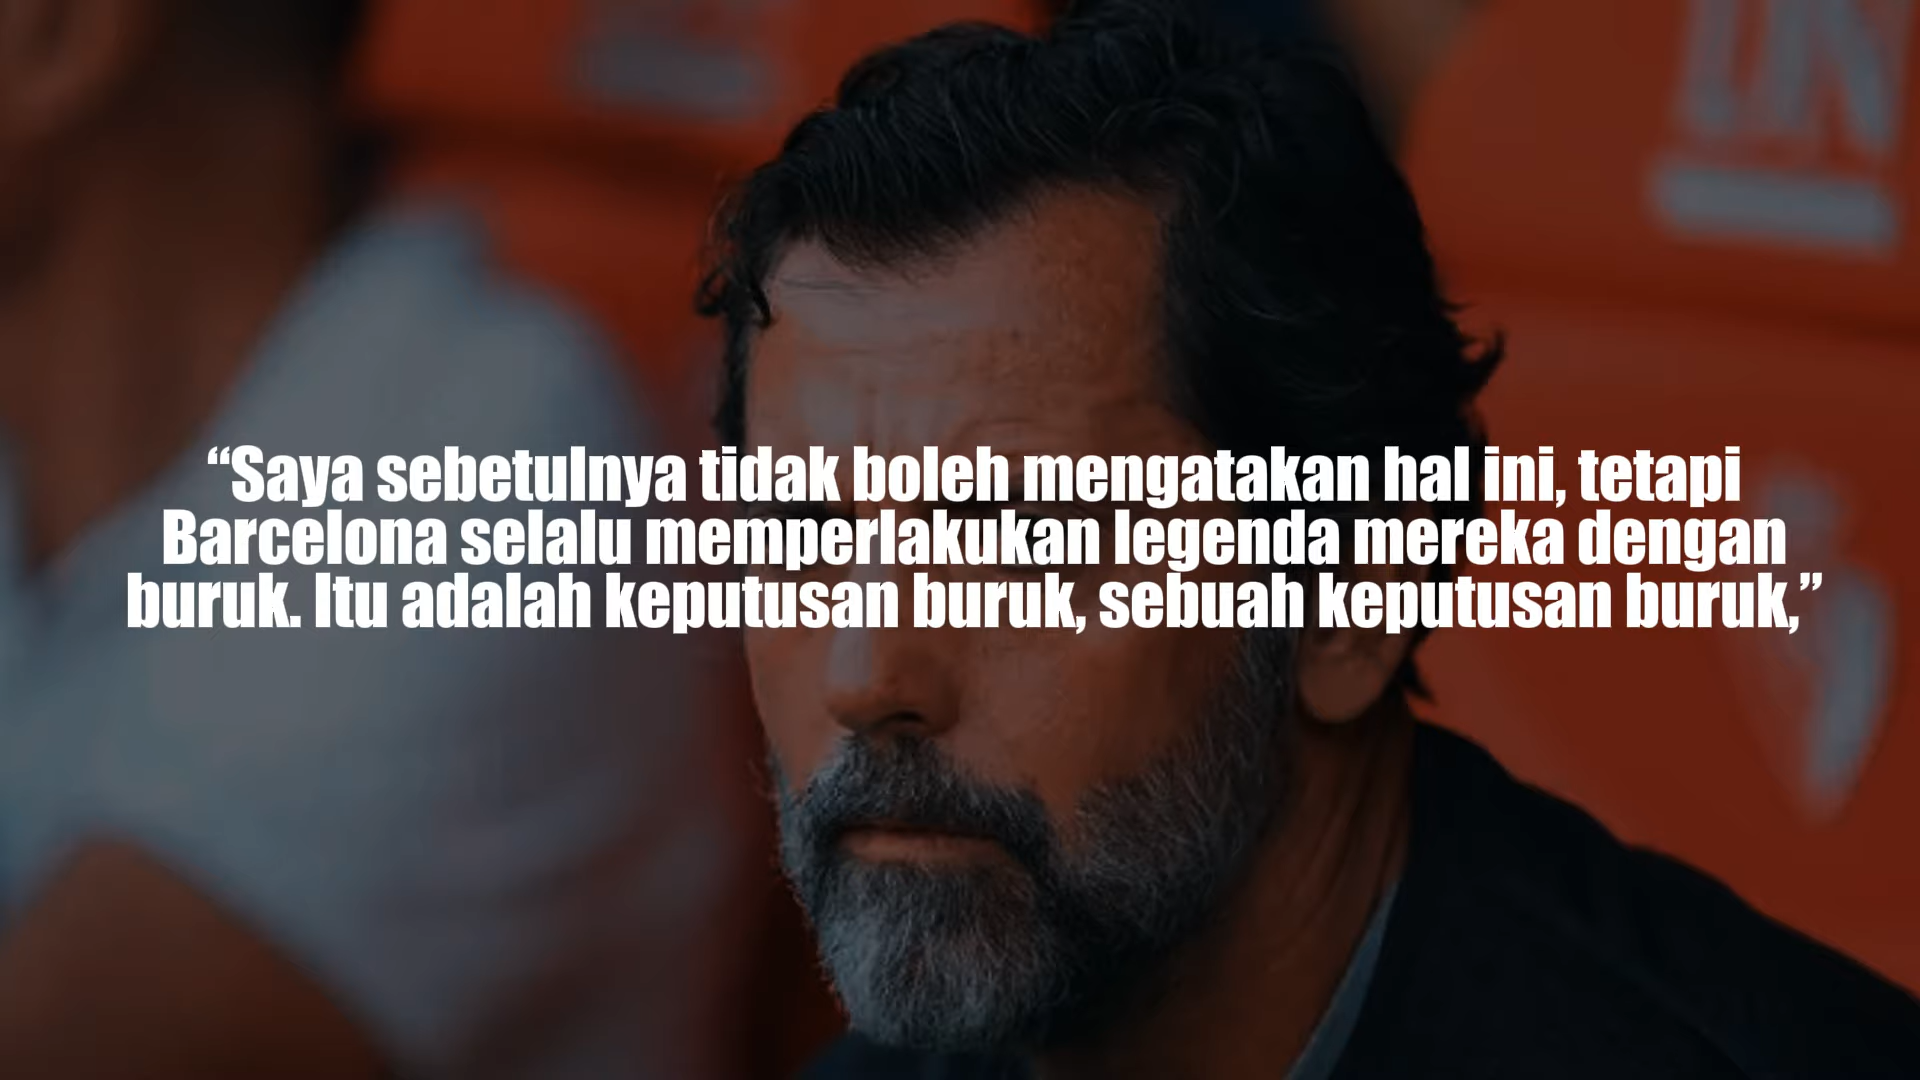 “Saya sebetulnya tidak boleh mengatakan hal ini, tetapi
Barcelona selalu memperlakukan legenda mereka dengan
buruk. Itu adalah keputusan buruk, sebuah keputusan buruk,”